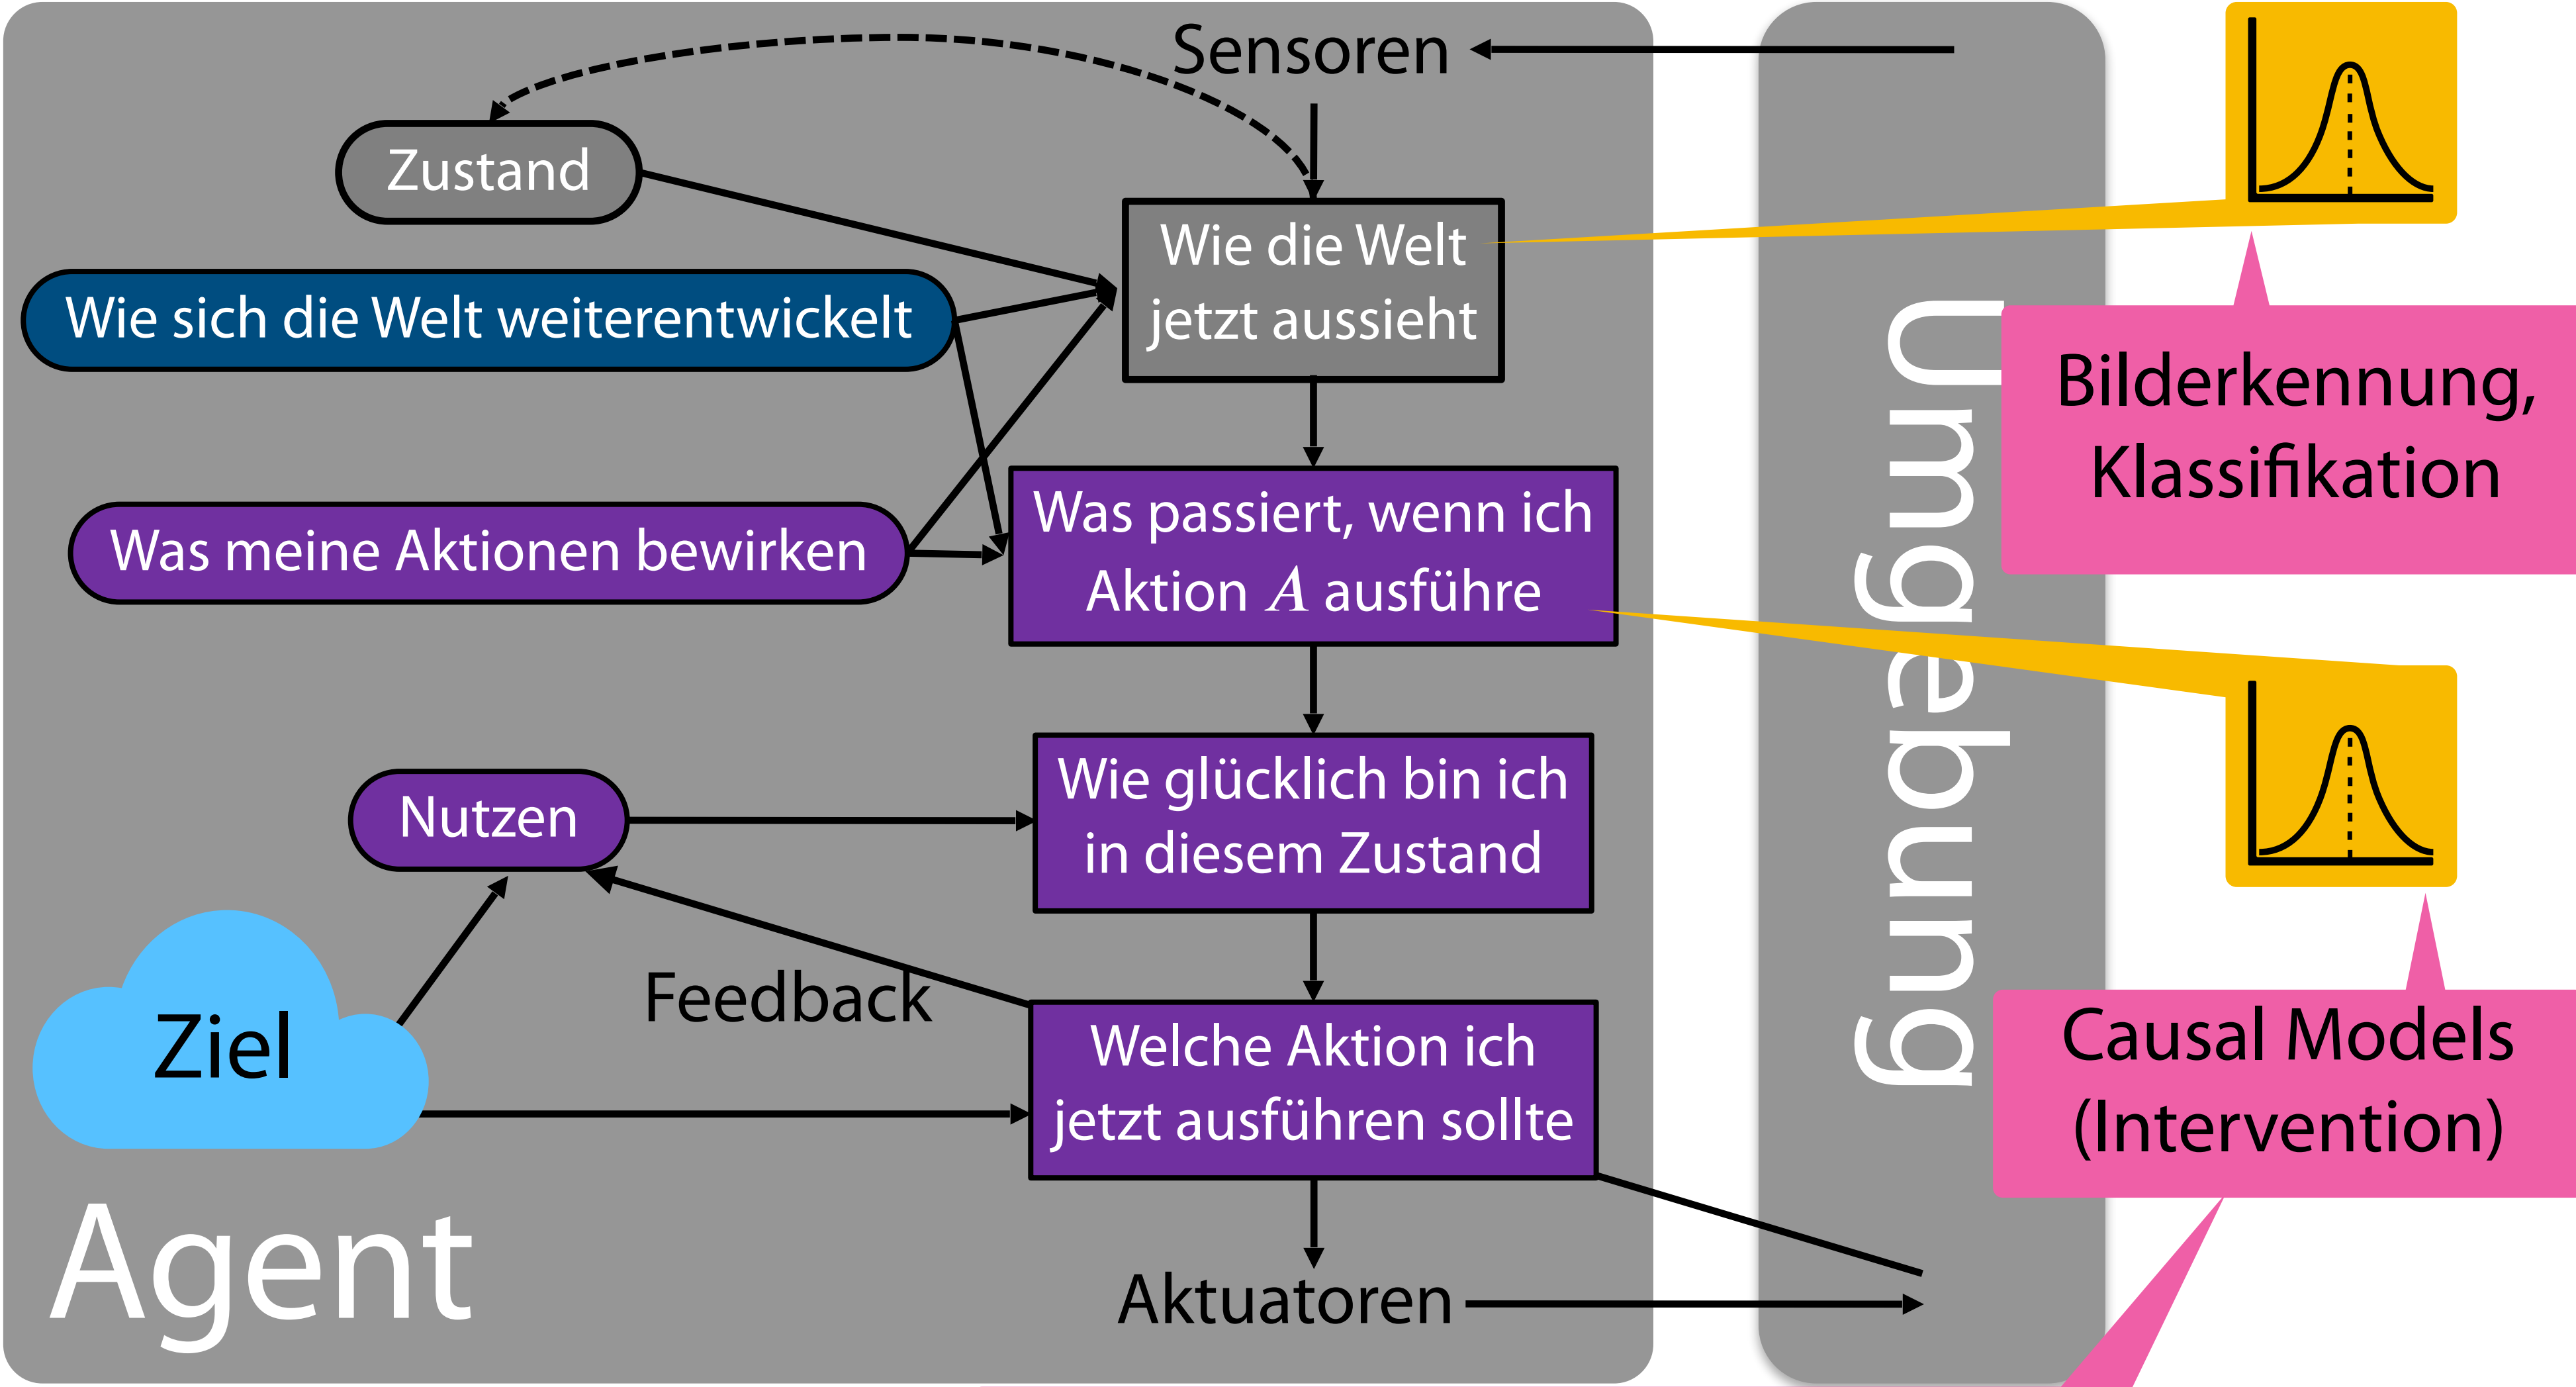 Sensoren
Zustand
Wie die Welt
jetzt aussieht
Wie sich die Welt weiterentwickelt
Was meine Aktionen bewirken
Was passiert, wenn ich
Aktion A ausführe
Nutzen
Wie glücklich bin ich
in diesem Zustand
Feedback
Ziel
Welche Aktion ich
jetzt ausführen sollte
Agent
Aktuatoren
Umgebung
Bilderkennung,
Klassifikation
Causal Models
(Intervention)